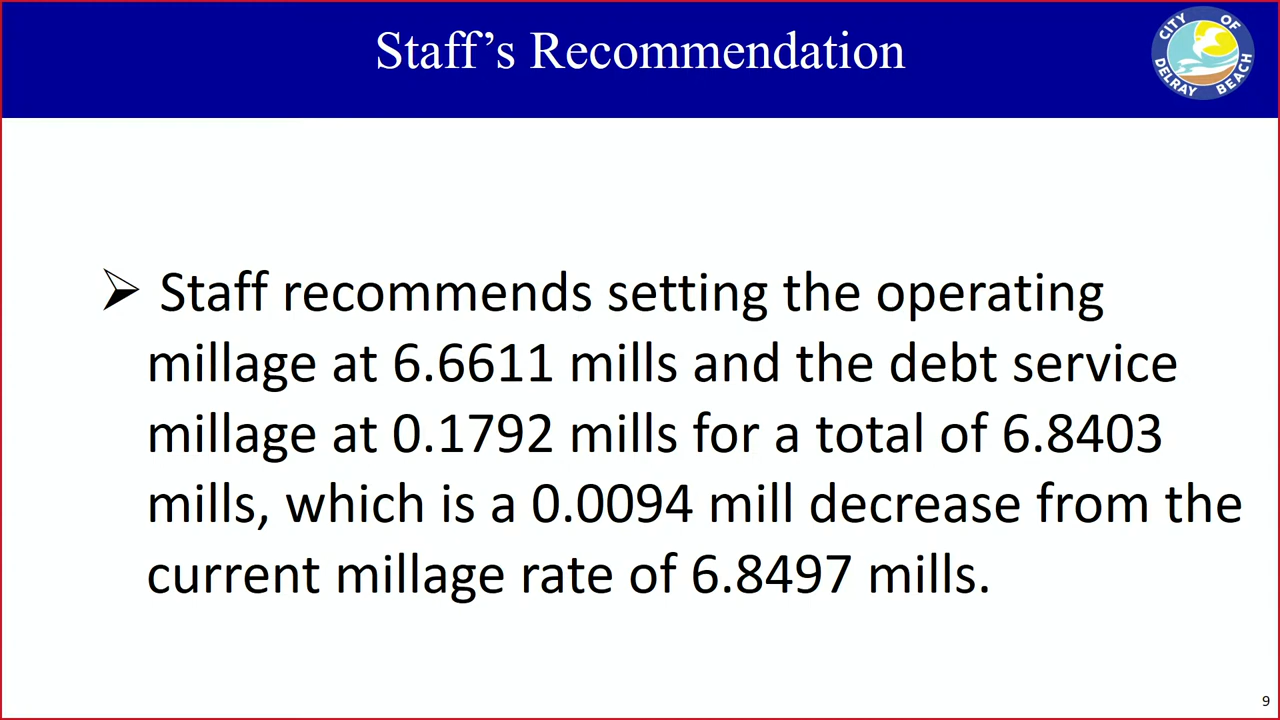 Staff’s Recommendation
CITY OF
DELRAY BEACH
➢ Staff recommends setting the operating
millage at 6.6611 mills and the debt service
millage at 0.1792 mills for a total of 6.8403
mills, which is a 0.0094 mill decrease from the
current millage rate of 6.8497 mills.
9